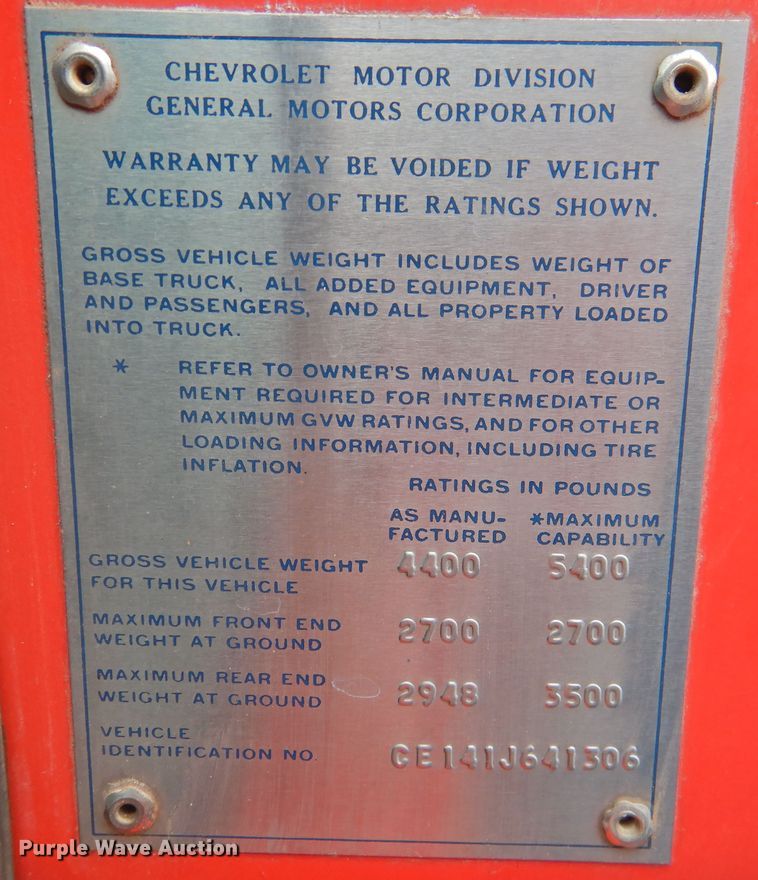 CHEVROLET MOTOR DIVISION
GENERAL MOTORS CORPORATION
WARRANTY MAY BE VOIDED IF WEIGHT
EXCEEDS ANY OF THE RATINGS SHOWN.
GROSS VEHICLE WEIGHT INCLUDES WEIGHT OF
BASE TRUCK, ALL ADDED EQUIPMENT, DRIVER
AND PASSENGERS, AND ALL PROPERTY LOADED
INTO TRUCK.
* REFER TO OWNER'S MANUAL FOR EQUIP-
MENT REQUIRED FOR INTERMEDIATE OR
MAXIMUM GVW RATINGS, AND FOR OTHER
LOADING INFORMATION, INCLUDING TIRE
INFLATION.
RATINGS IN POUNDS
AS MANU- *MAXIMUM
FACTURED CAPABILITY
GROSS VEHICLE WEIGHT 4400 5400
FOR THIS VEHICLE
MAXIMUM FRONT END
WEIGHT AT GROUND 2700 2700
MAXIMUM REAR END
WEIGHT AT GROUND 2948 3500
VEHICLE
IDENTIFICATION NO. CE141J641306
Purple Wave Auction